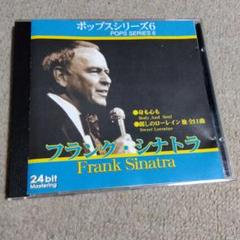 ポップスシリーズ6
POPS SERIES 6
●身も心も
Body And Soul
●麗しのローレイン 他 全11曲
Sweet Lorraine
フランク・シナトラ
Frank Sinatra
24bit
Mastering